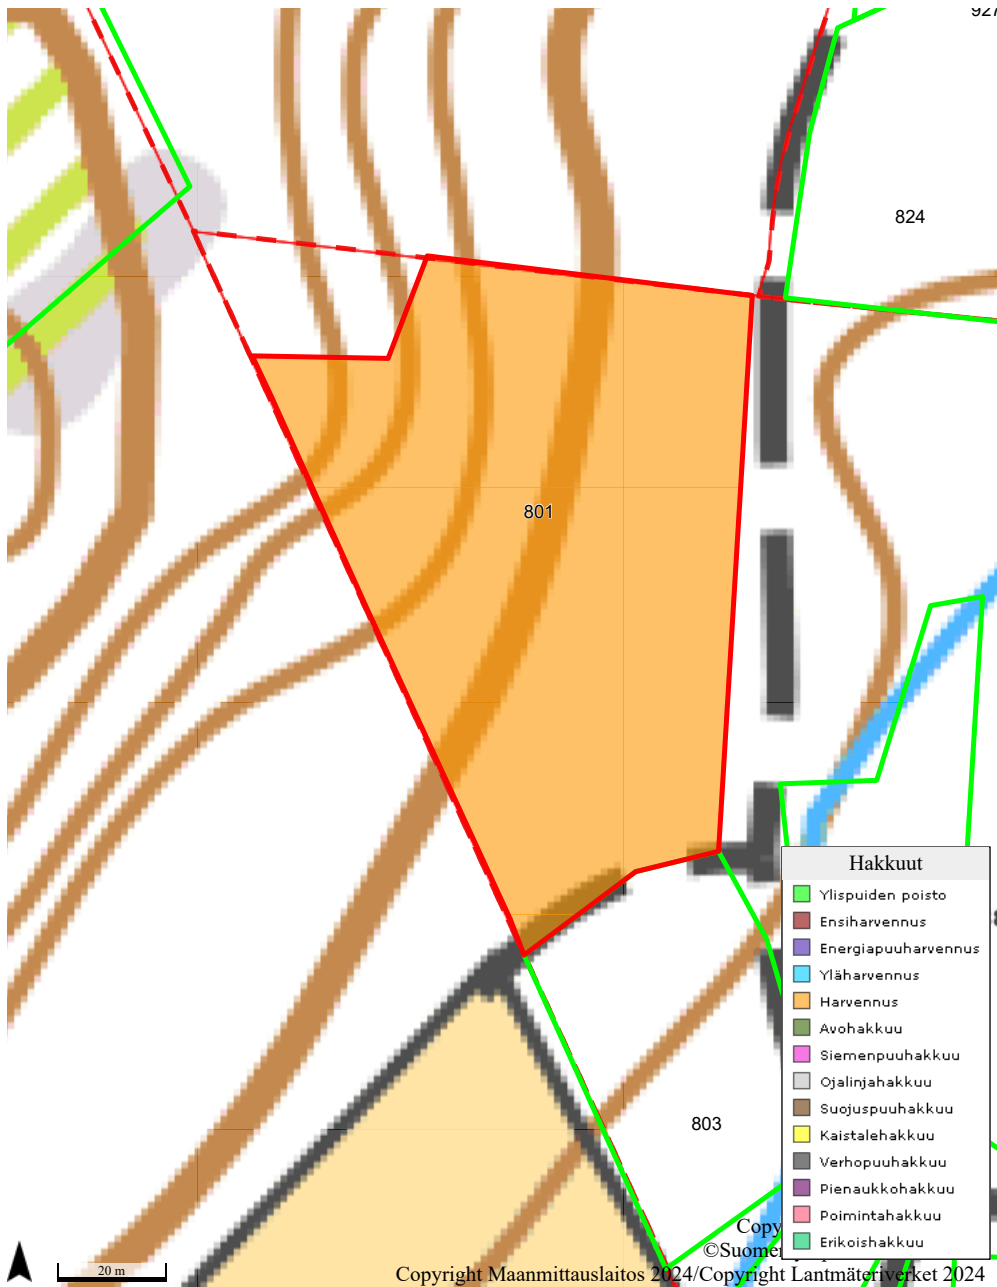 927
824
801
Hakkuut
Ylispuiden poisto
Ensiharvennus
Energiapuuharvennus
Yläharvennus
Harvennus
Avohakkuu
Siemenpuuhakkuu
Ojalinjahakkuu
Suojuspuuhakkuu
Kaistalehakkuu
Verhopuuhakkuu
Pienaukkohakkuu
Poimintahakkuu
Erikoishakkuu
803
20 m
Copyright Maanmittauslaitos 2024/Copyright Lantmäteriverket 2024